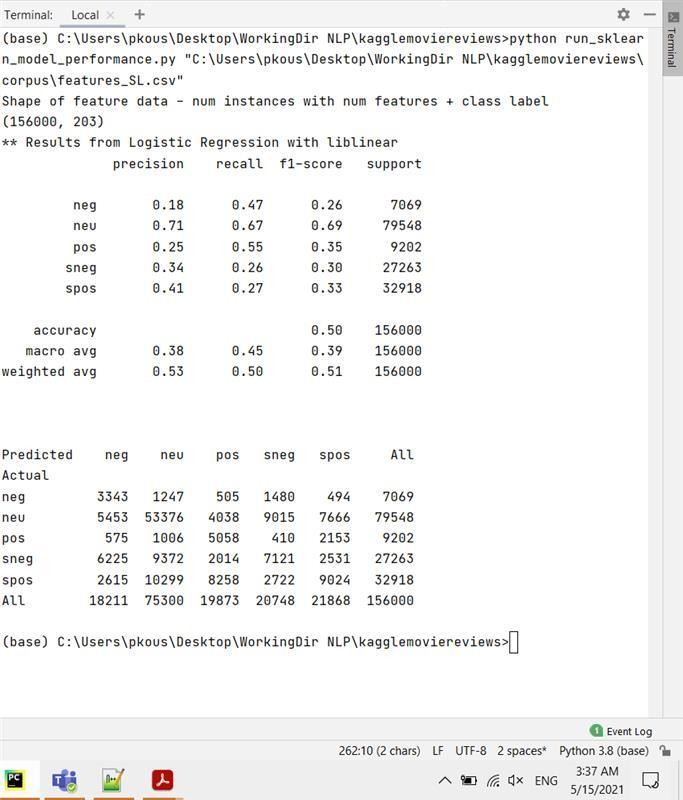 Terminal: Local × +
(base) C:\Users\pkous\Desktop\WorkingDir NLP\kagglemoviereviews>python run_sklear
n_model_performance.py "C:\Users\pkous\Desktop\WorkingDir NLP\kagglemoviereviews\
corpus\features_SL.csv"
Shape of feature data - num instances with num features + class label
(156000, 203)
** Results from Logistic Regression with liblinear
precision recall f1-score support
neg 0.18 0.47 0.26 7069
neu 0.71 0.67 0.69 79548
pos 0.25 0.55 0.35 9202
sneg 0.34 0.26 0.30 27263
spos 0.41 0.27 0.33 32918
accuracy 0.50 156000
macro avg 0.38 0.45 0.39 156000
weighted avg 0.53 0.50 0.51 156000
Predicted neg neu pos sneg spos All
Actual
neg 3343 1247 505 1480 494 7069
neu 5453 53376 4038 9015 7666 79548
pos 575 1006 5058 410 2153 9202
sneg 6225 9372 2014 7121 2531 27263
spos 2615 10299 8258 2722 9024 32918
All 18211 75300 19873 20748 21868 156000
(base) C:\Users\pkous\Desktop\WorkingDir NLP\kagglemoviereviews>
Terminal
1 Event Log
262:10 (2 chars) LF UTF-8 2 spaces* Python 3.8 (base)
PC
ENG
3:37 AM
5/15/2021